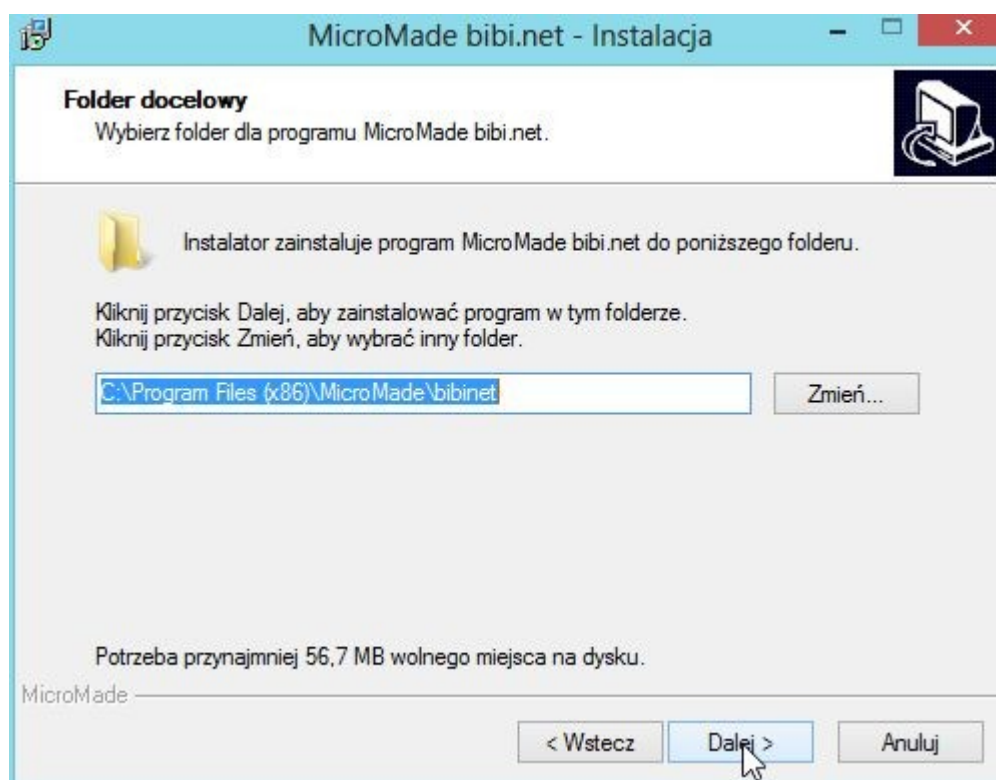 MicroMade bibi.net - Instalacja
Folder docelowy
Wybierz folder dla programu MicroMade bibi.net.
Instalator zainstaluje program MicroMade bibi.net do poniższego folderu.
Kliknij przycisk Dalej, aby zainstalować program w tym folderze.
Kliknij przycisk Zmień, aby wybrać inny folder.
C:\Program Files (x86)\MicroMade\bibinet
Zmień...
Potrzeba przynajmniej 56,7 MB wolnego miejsca na dysku.
MicroMade
< Wstecz
Dalej >
Anuluj